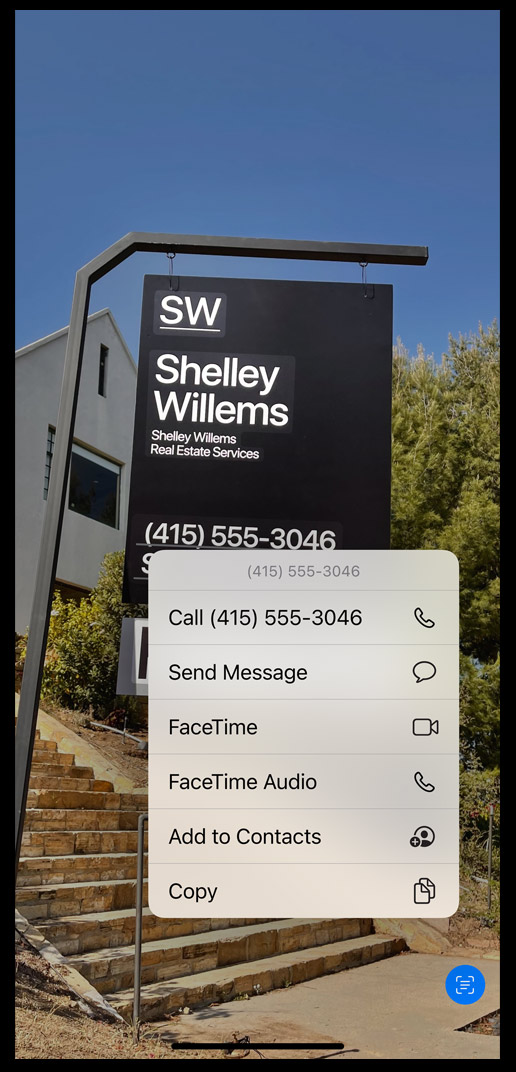 SW
Shelley
Willems
Shelley Willems
Real Estate Services
(415) 555-3046
(415) 555-3046
Call (415) 555-3046
Send Message
FaceTime
FaceTime Audio
Add to Contacts
Copy